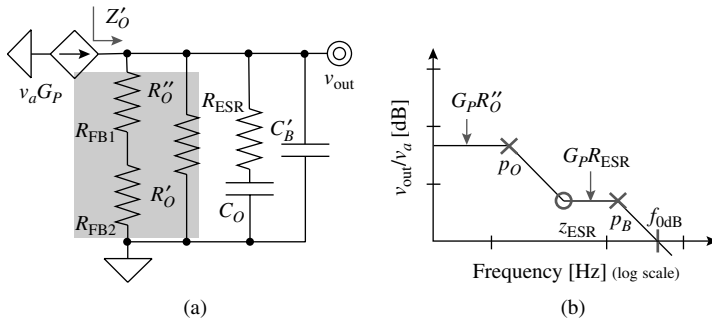 Z′O
vaGP
R″O
RFB1
RESR
vout
C′B
R′O
CO
RFB2
(a)
vout/va [dB]
GPR″O
pO
GPRESR
zESR
pB
f0dB
Frequency [Hz] (log scale)
(b)